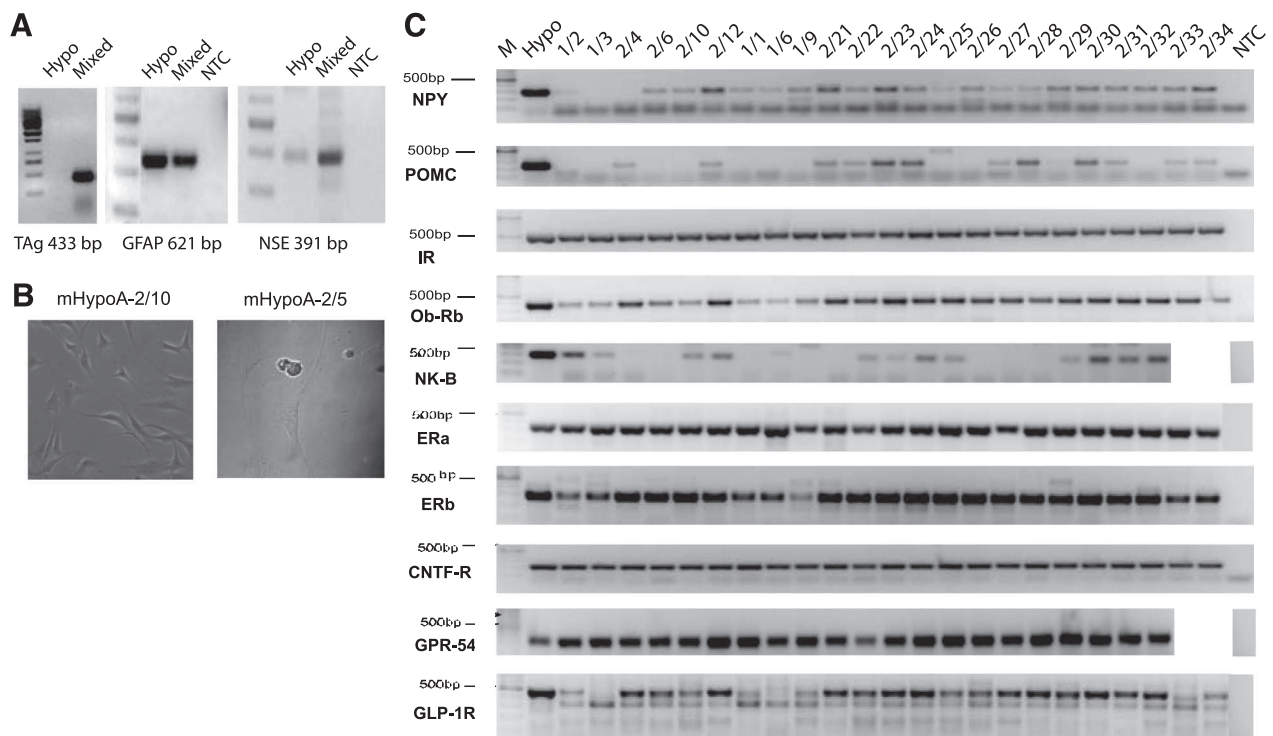 A
Hypo
Mixed
Hypo
Mixed
NTC
Hypo
Mixed
NTC
TAg 433 bp
GFAP 621 bp
NSE 391 bp
B
mHypoA-2/10
mHypoA-2/5
C
M
Hypo
1/2
1/3
2/4
2/6
2/10
2/12
1/1
1/6
1/9
2/21
2/22
2/23
2/24
2/25
2/26
2/27
2/28
2/29
2/30
2/31
2/32
2/33
2/34
NTC
500bp
NPY
500bp
POMC
500bp
IR
500bp
Ob-Rb
500bp
NK-B
500bp
ERa
500 bp
ERb
500bp
CNTF-R
500bp
GPR-54
500bp
GLP-1R